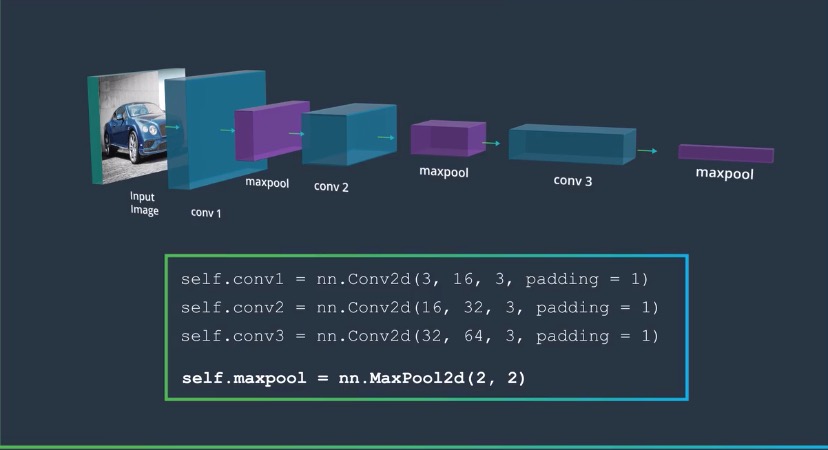 Input
Image
conv 1
maxpool
conv 2
maxpool
conv 3
maxpool
self.conv1 = nn.Conv2d(3, 16, 3, padding = 1)
self.conv2 = nn.Conv2d(16, 32, 3, padding = 1)
self.conv3 = nn.Conv2d(32, 64, 3, padding = 1)
self.maxpool = nn.MaxPool2d(2, 2)